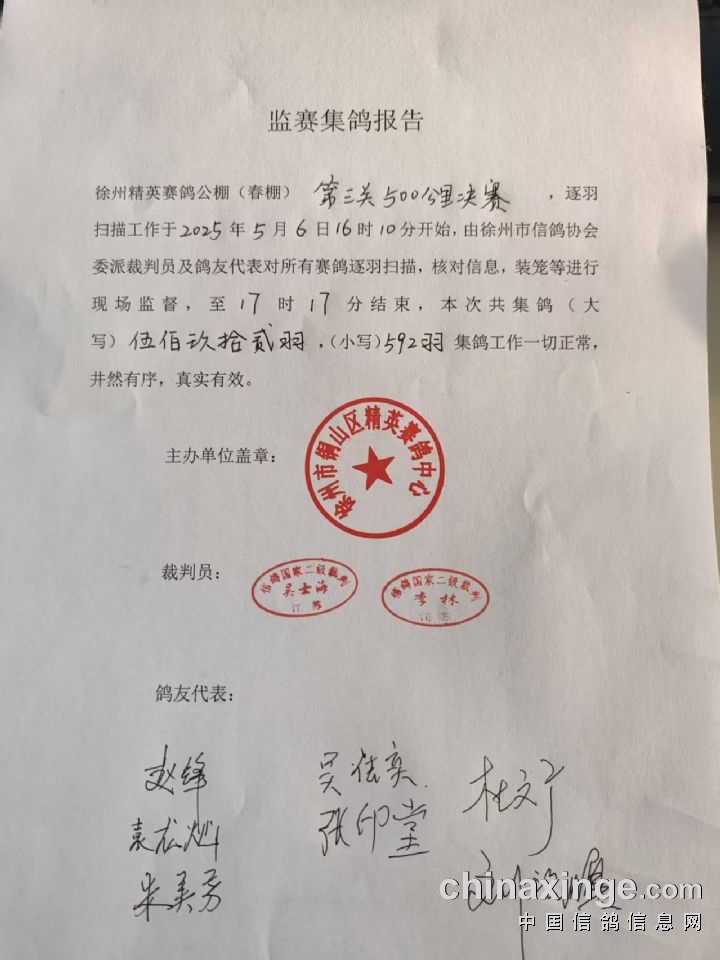 监赛集鸽报告
徐州精英赛鸽公棚（春棚） 第三关500公里决赛 ，逐羽
扫描工作于2025年5月6日16时10分开始，由徐州市信鸽协会
委派裁判员及鸽友代表对所有赛鸽逐羽扫描，核对信息，装笼等进行
现场监督，至17时17分结束，本次共集鸽（大
写）伍佰玖拾贰羽，（小写）592羽 集鸽工作一切正常，
井然有序，真实有效。
主办单位盖章：
徐州市铜山区精英赛鸽中心
裁判员：
信鸽国家二级裁判
吴士海
江苏
信鸽国家二级裁判
李林
江苏
鸽友代表：
赵锋 吴信奕 杜文广
袁龙灿 张印堂
朱美芳 刘
chinaxinge.com
中国信鸽信息网